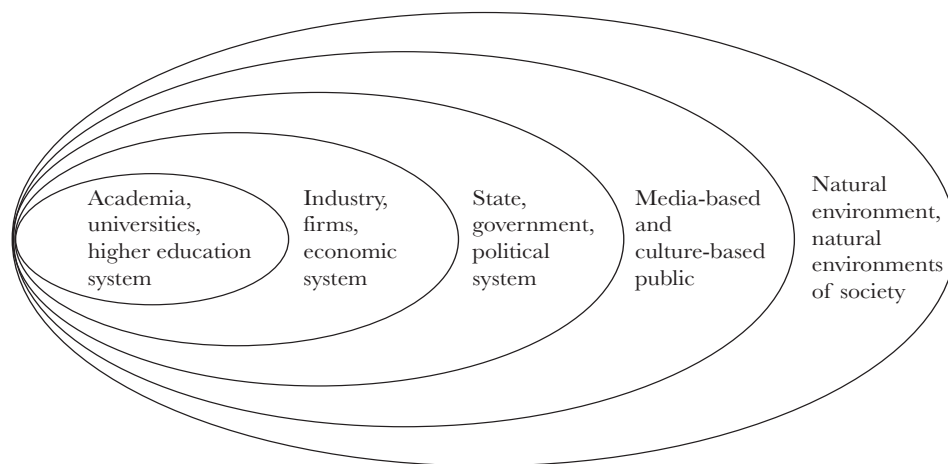 Academia,
universities,
higher education
system
Industry,
firms,
economic
system
State,
government,
political
system
Media-based
and
culture-based
public
Natural
environment,
natural
environments
of society